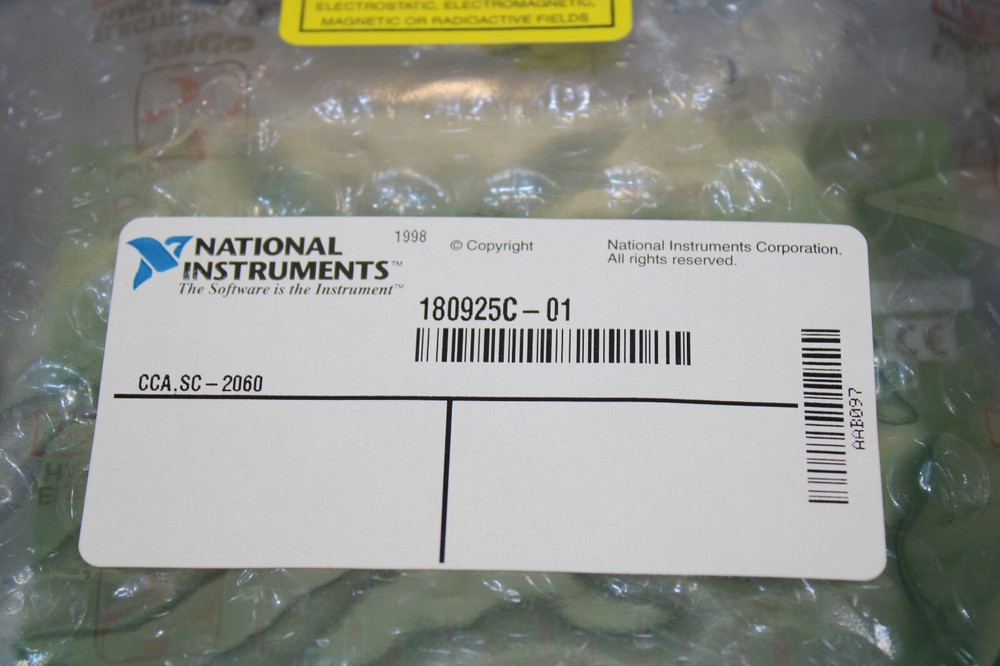 ELECTROSTATIC, ELECTROMAGNETIC,
MAGNETIC OR RADIOACTIVE FIELDS
NATIONAL
INSTRUMENTS™
The Software is the Instrument™
1998
© Copyright
National Instruments Corporation.
All rights reserved.
180925C-01
CCA,SC-2060
AAB097
CE